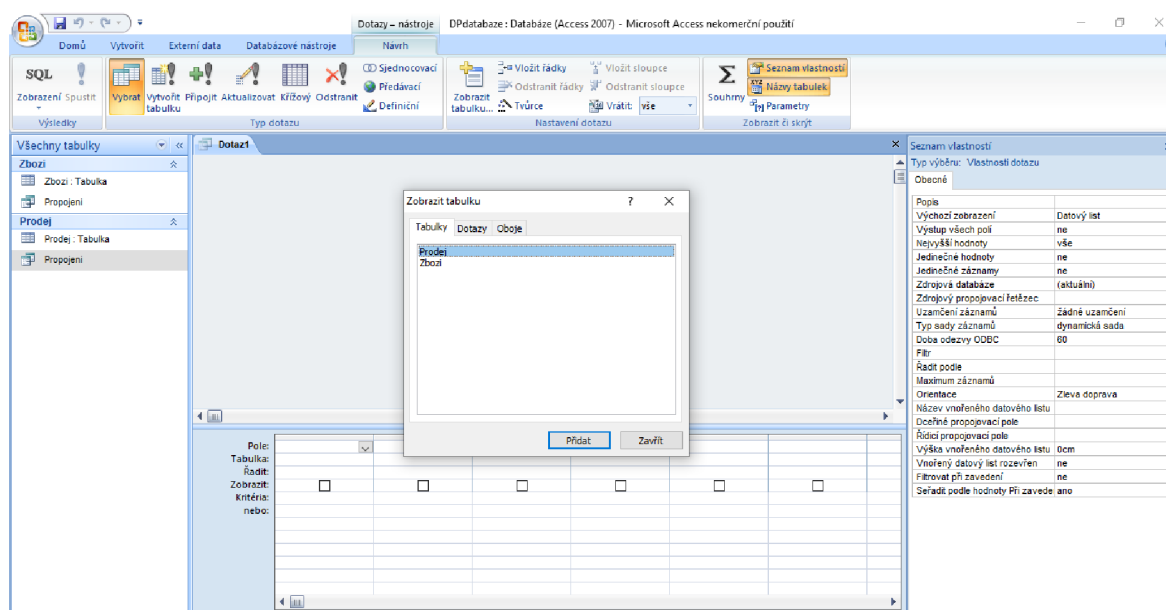 Dotazy – nástroje DPdatabaze : Databáze (Access 2007) - Microsoft Access nekomerční použití
Domů Vytvořit Externí data Databázové nástroje Návrh
SQL
Zobrazení Spustit
Výsledky
Vybrat Vytvořit tabulku Připojit Aktualizovat Křížový Odstranit
Sjednocovací
Předávací
Definiční
Typ dotazu
Zobrazit tabulku...
Vložit řádky
Odstranit řádky
Tvůrce
Vložit sloupce
Odstranit sloupce
Vrátit: vše
Nastavení dotazu
Σ
Souhrny
Seznam vlastností
XYZ Názvy tabulek
Parametry
Zobrazit či skrýt
Všechny tabulky «
Zbozi
Zbozi : Tabulka
Propojeni
Prodej
Prodej : Tabulka
Propojeni
Dotaz1
Zobrazit tabulku ?
Tabulky Dotazy Oboje
Prodej
Zbozi
Přidat Zavřít
Pole:
Tabulka:
Řadit:
Zobrazit:
Kritéria:
nebo:
Seznam vlastností
Typ výběru: Vlastnosti dotazu
Obecné
Popis
Výchozí zobrazení Datový list
Výstup všech polí ne
Nejvyšší hodnoty vše
Jedinečné hodnoty ne
Jedinečné záznamy ne
Zdrojová databáze (aktuální)
Zdrojový propojovací řetězec
Uzamčení záznamů žádné uzamčení
Typ sady záznamů dynamická sada
Doba odezvy ODBC 60
Filtr
Řadit podle
Maximum záznamů
Orientace Zleva doprava
Název vnořeného datového listu
Dceřiné propojovací pole
Řídicí propojovací pole
Výška vnořeného datového listu 0cm
Vnořený datový list rozevřen ne
Filtrovat při zavedení ne
Seřadit podle hodnoty Při zavede ano